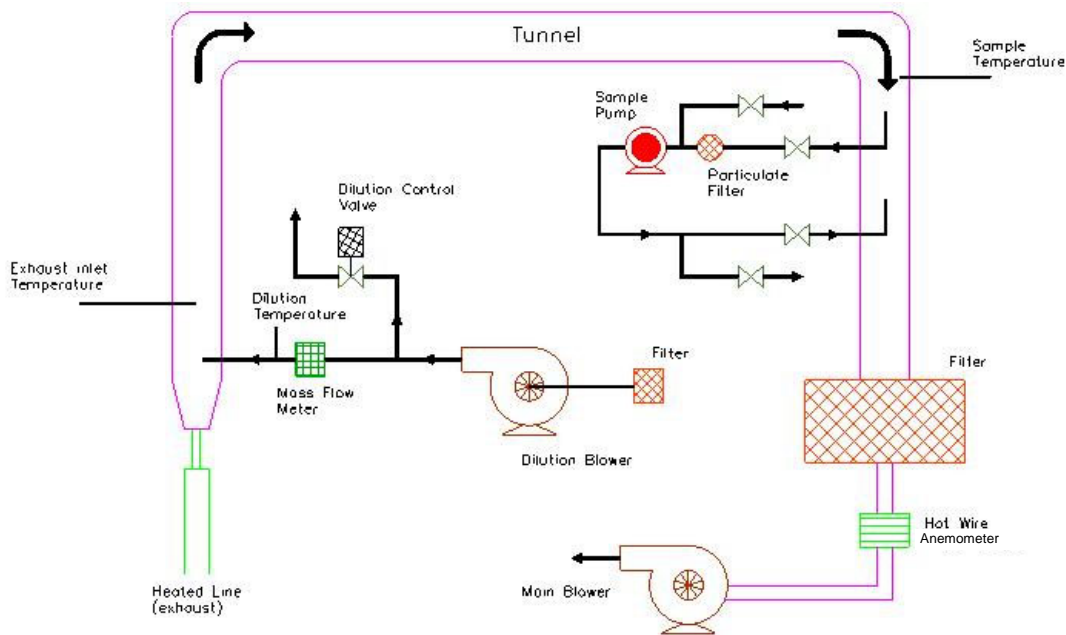 Tunnel
Sample
Temperature
Sample
Pump
Particulate
Filter
Dilution Control
Valve
Exhaust inlet
Temperature
Dilution
Temperature
Mass Flow
Meter
Filter
Dilution Blower
Filter
Hot Wire
Anemometer
Main Blower
Heated Line
(exhaust)